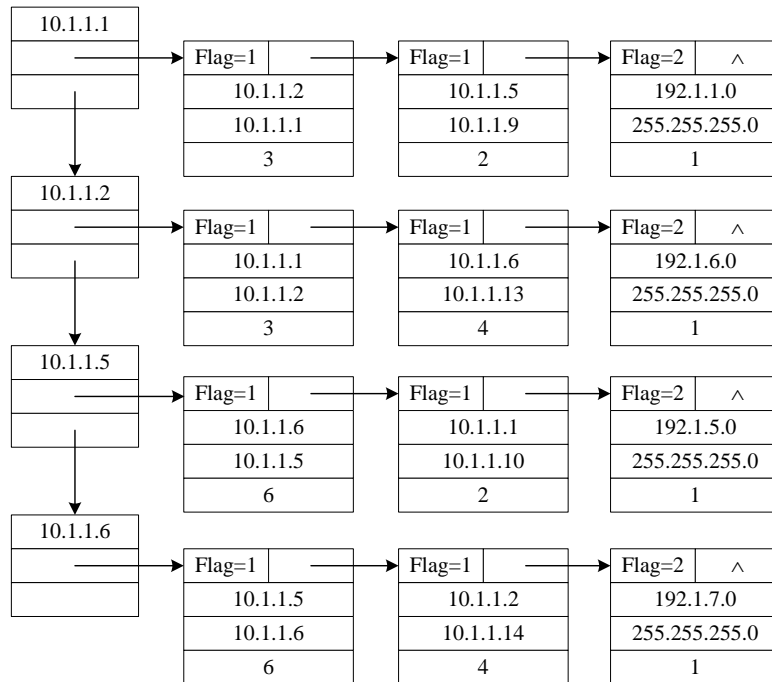 10.1.1.1
Flag=1 Flag=1 Flag=2 ∧
10.1.1.2 10.1.1.5 192.1.1.0
10.1.1.1 10.1.1.9 255.255.255.0
3 2 1
10.1.1.2
Flag=1 Flag=1 Flag=2 ∧
10.1.1.1 10.1.1.6 192.1.6.0
10.1.1.2 10.1.1.13 255.255.255.0
3 4 1
10.1.1.5
Flag=1 Flag=1 Flag=2 ∧
10.1.1.6 10.1.1.1 192.1.5.0
10.1.1.5 10.1.1.10 255.255.255.0
6 2 1
10.1.1.6
Flag=1 Flag=1 Flag=2 ∧
10.1.1.5 10.1.1.2 192.1.7.0
10.1.1.6 10.1.1.14 255.255.255.0
6 4 1